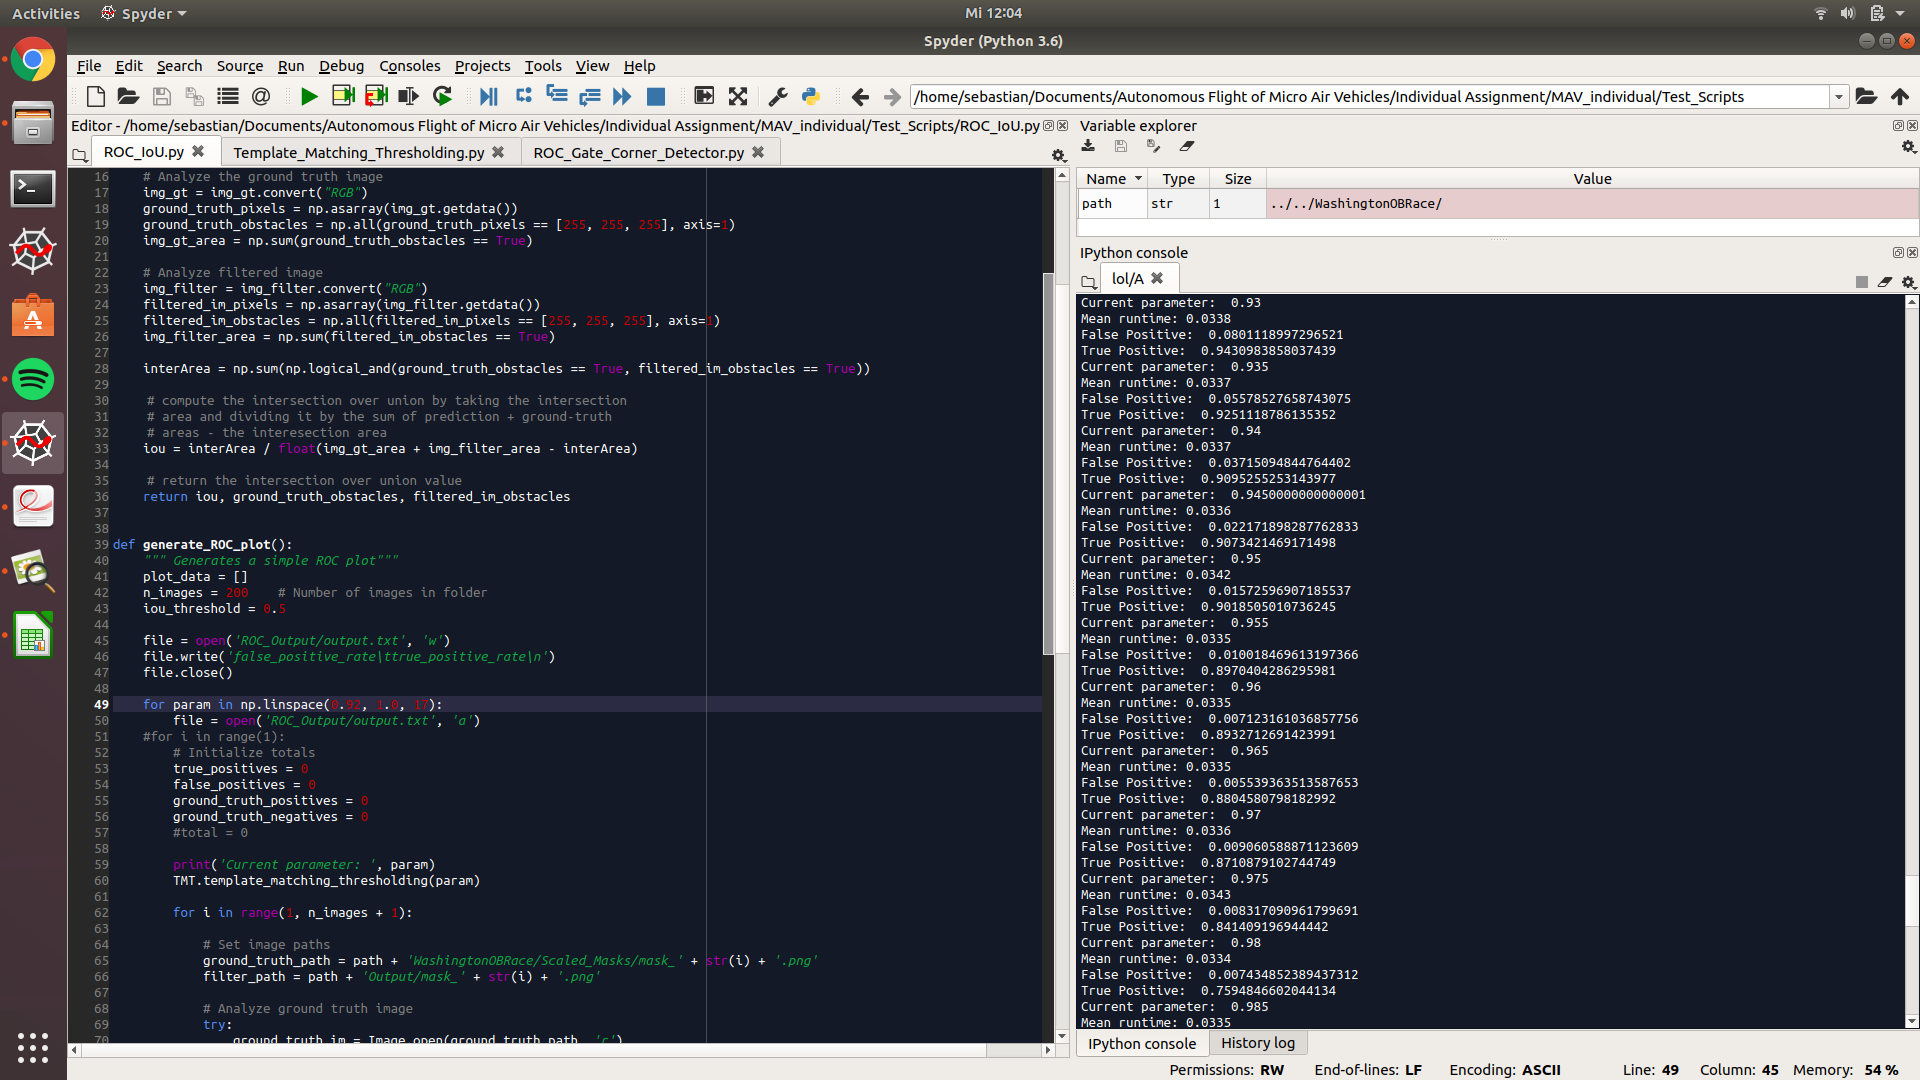 Activities
Spyder
Mi 12:04
Spyder (Python 3.6)
File Edit Search Source Run Debug Consoles Projects Tools View Help
/home/sebastian/Documents/Autonomous Flight of Micro Air Vehicles/Individual Assignment/MAV_individual/Test_Scripts
Editor - /home/sebastian/Documents/Autonomous Flight of Micro Air Vehicles/Individual Assignment/MAV_individual/Test_Scripts/ROC_IoU.py
ROC_IoU.py Template_Matching_Thresholding.py ROC_Gate_Corner_Detector.py
16 # Analyze the ground truth image
17 img_gt = img_gt.convert("RGB")
18 ground_truth_pixels = np.asarray(img_gt.getdata())
19 ground_truth_obstacles = np.all(ground_truth_pixels == [255, 255, 255], axis=1)
20 img_gt_area = np.sum(ground_truth_obstacles == True)
21
22 # Analyze filtered image
23 img_filter = img_filter.convert("RGB")
24 filtered_im_pixels = np.asarray(img_filter.getdata())
25 filtered_im_obstacles = np.all(filtered_im_pixels == [255, 255, 255], axis=1)
26 img_filter_area = np.sum(filtered_im_obstacles == True)
27
28 interArea = np.sum(np.logical_and(ground_truth_obstacles == True, filtered_im_obstacles == True))
29
30 # compute the intersection over union by taking the intersection
31 # area and dividing it by the sum of prediction + ground-truth
32 # areas - the interesection area
33 iou = interArea / float(img_gt_area + img_filter_area - interArea)
34
35 # return the intersection over union value
36 return iou, ground_truth_obstacles, filtered_im_obstacles
37
38
39 def generate_ROC_plot():
40 """ Generates a simple ROC plot"""
41 plot_data = []
42 n_images = 200 # Number of images in folder
43 iou_threshold = 0.5
44
45 file = open('ROC_Output/output.txt', 'w')
46 file.write('false_positive_rate\ttrue_positive_rate\n')
47 file.close()
48
49 for param in np.linspace(0.92, 1.0, 17):
50 file = open('ROC_Output/output.txt', 'a')
51 #for i in range(1):
52 # Initialize totals
53 true_positives = 0
54 false_positives = 0
55 ground_truth_positives = 0
56 ground_truth_negatives = 0
57 #total = 0
58
59 print('Current parameter: ', param)
60 TMT.template_matching_thresholding(param)
61
62 for i in range(1, n_images + 1):
63
64 # Set image paths
65 ground_truth_path = path + 'WashingtonOBRace/Scaled_Masks/mask_' + str(i) + '.png'
66 filter_path = path + 'Output/mask_' + str(i) + '.png'
67
68 # Analyze ground truth image
69 try:
70 ground_truth_im = Image.open(ground_truth_path, 'r')
Variable explorer
Name Type Size Value
path str 1 ../../WashingtonOBRace/
IPython console
lol/A
Current parameter: 0.93
Mean runtime: 0.0338
False Positive: 0.0801118997296521
True Positive: 0.9430983858037439
Current parameter: 0.935
Mean runtime: 0.0337
False Positive: 0.05578527658743075
True Positive: 0.9251118786135352
Current parameter: 0.94
Mean runtime: 0.0337
False Positive: 0.03715094844764402
True Positive: 0.9095255253143977
Current parameter: 0.9450000000000001
Mean runtime: 0.0336
False Positive: 0.022171898287762833
True Positive: 0.9073421469171498
Current parameter: 0.95
Mean runtime: 0.0342
False Positive: 0.01572596907185537
True Positive: 0.9018505010736245
Current parameter: 0.955
Mean runtime: 0.0335
False Positive: 0.010018469613197366
True Positive: 0.8970404286295981
Current parameter: 0.96
Mean runtime: 0.0335
False Positive: 0.007123161036857756
True Positive: 0.8932712691423991
Current parameter: 0.965
Mean runtime: 0.0335
False Positive: 0.005539363513587653
True Positive: 0.8804580798182992
Current parameter: 0.97
Mean runtime: 0.0336
False Positive: 0.009060588871123609
True Positive: 0.8710879102744749
Current parameter: 0.975
Mean runtime: 0.0343
False Positive: 0.008317090961799691
True Positive: 0.841409196944442
Current parameter: 0.98
Mean runtime: 0.0334
False Positive: 0.007434852389437312
True Positive: 0.7594846602044134
Current parameter: 0.985
Mean runtime: 0.0335
IPython console History log
Permissions: RW End-of-lines: LF Encoding: ASCII Line: 49 Column: 45 Memory: 54 %